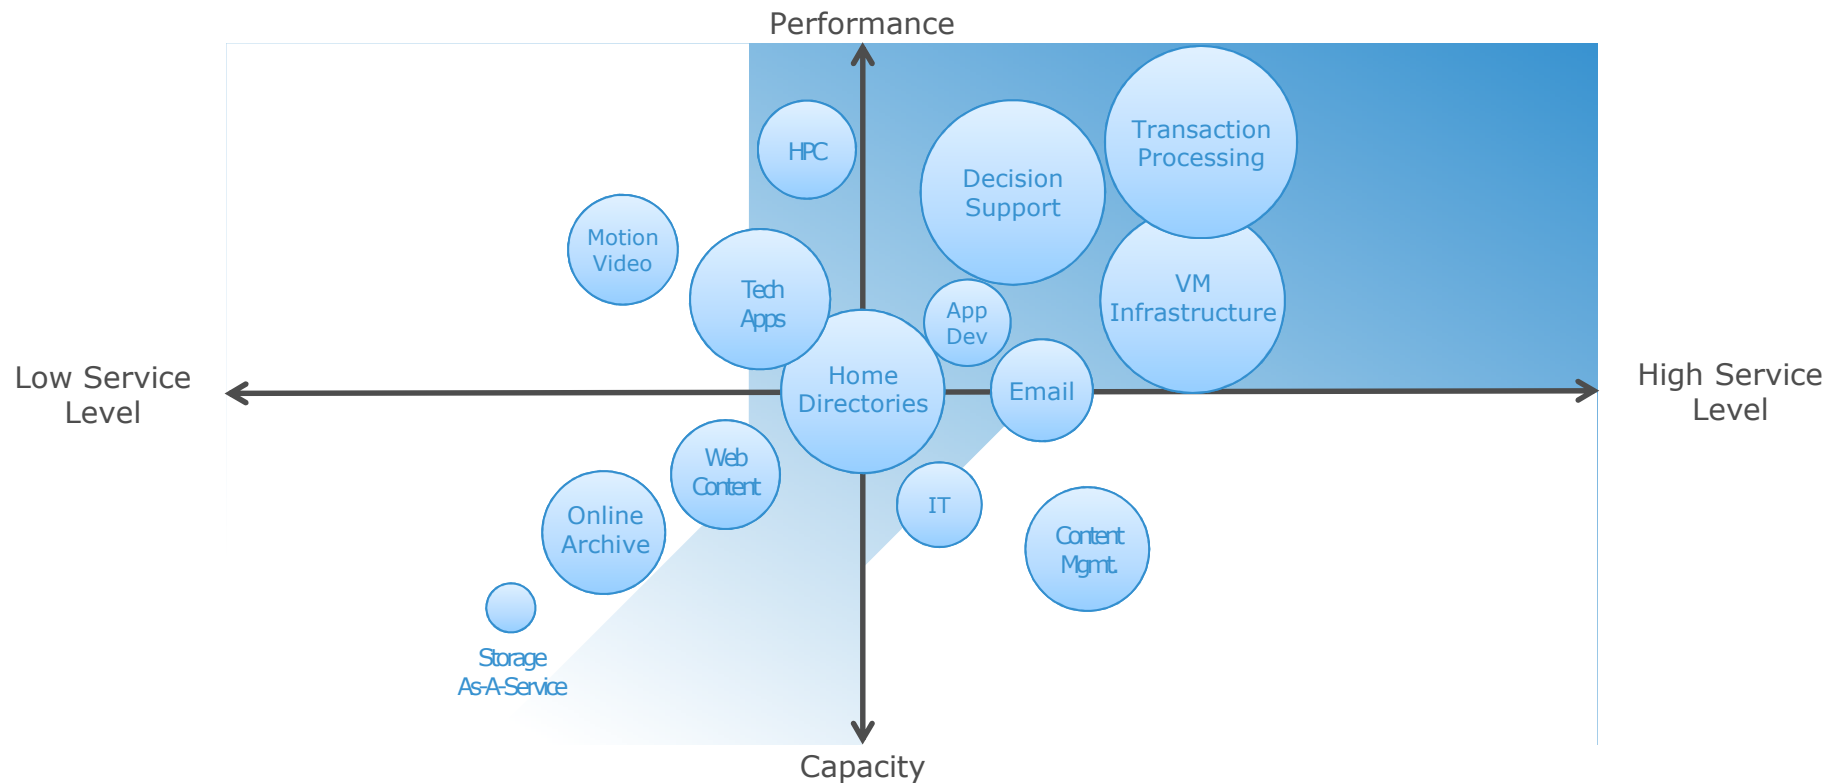 Performance
Transaction
Processing
HPC
Decision
Support
Motion
Video
Tech
Apps
VM
Infrastructure
App
Dev
Low Service
Level
Home
Directories
Email
High Service
Level
Web
Content
Online
Archive
IT
Content
Mgmt.
Storage
As-A-Service
Capacity